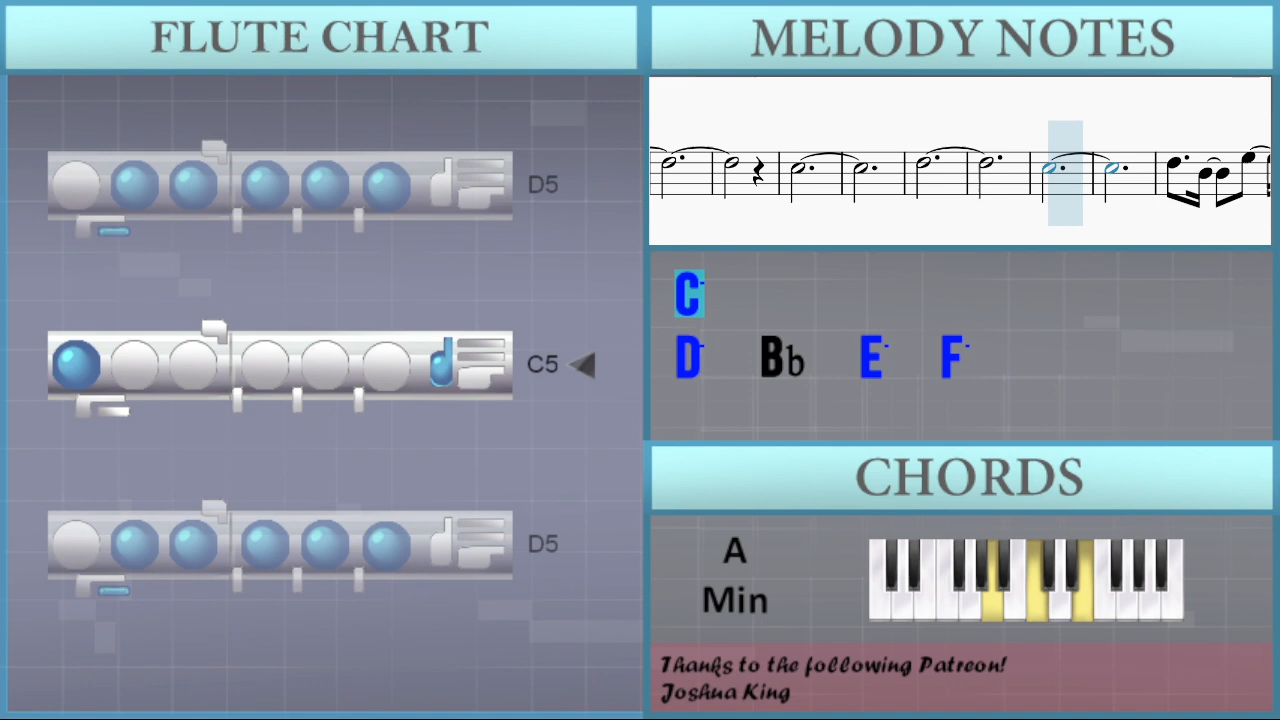 FLUTE CHART
D5
C5
D5
MELODY NOTES
C-
D- Bb E- F-
CHORDS
A
Min
Thanks to the following Patreon!
Joshua King